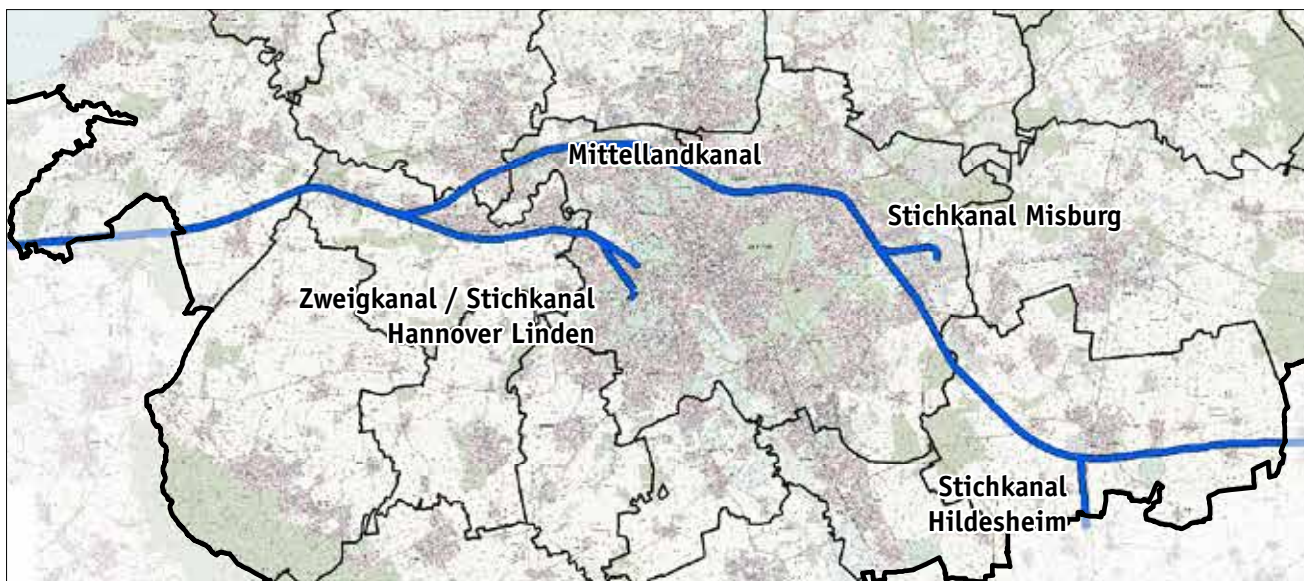 Mittellandkanal
Stichkanal Misburg
Zweigkanal / Stichkanal
Hannover Linden
Stichkanal
Hildesheim